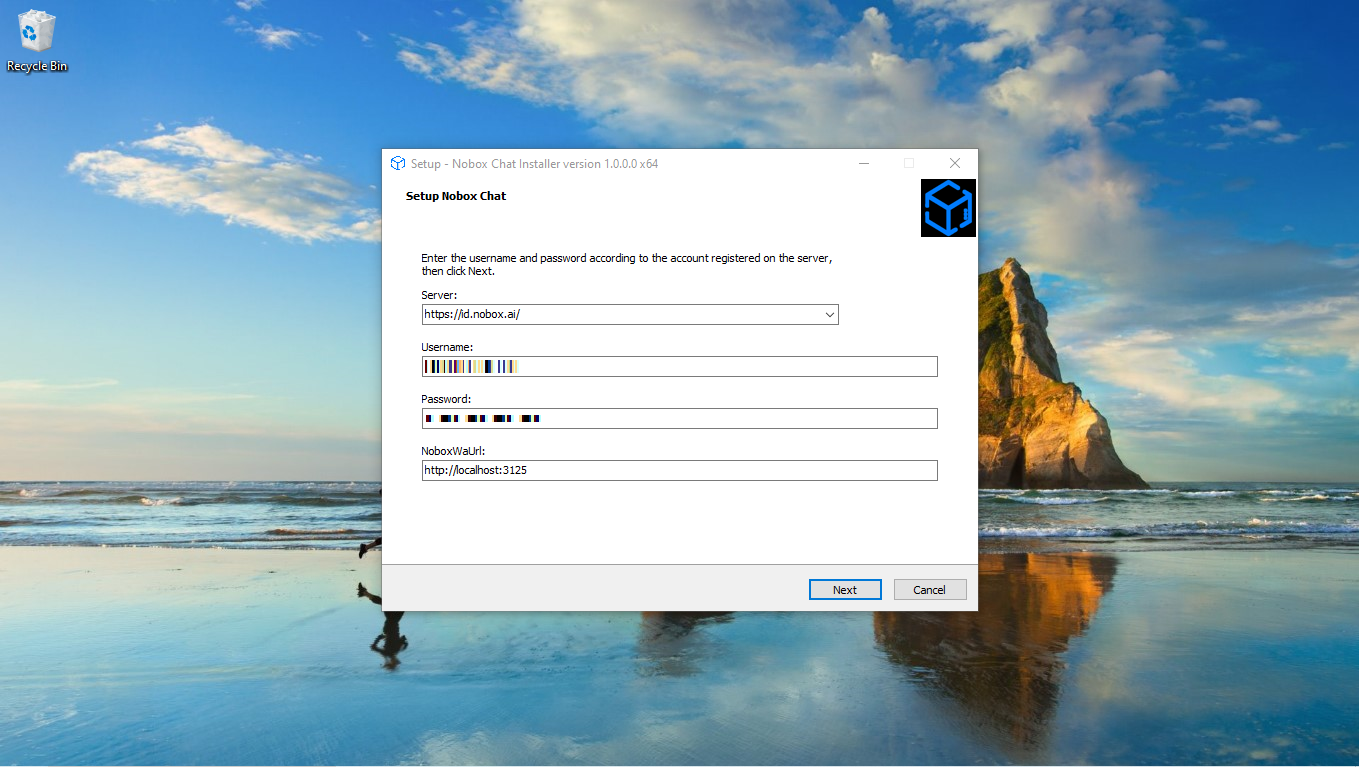 Recycle Bin
Setup - Nobox Chat Installer version 1.0.0.0 x64
Setup Nobox Chat
Enter the username and password according to the account registered on the server,
then click Next.
Server:
https://id.nobox.ai/
Username:
Password:
NoboxWaUrl:
http://localhost:3125
Next
Cancel